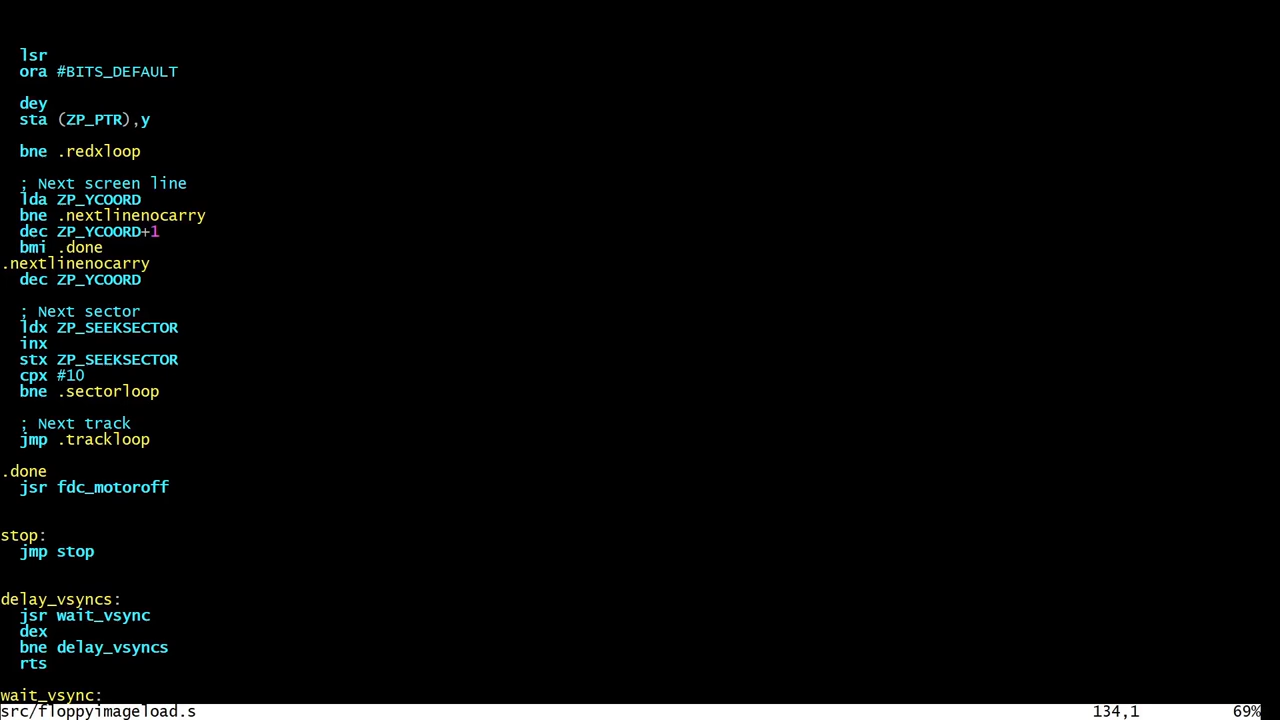 lsr
ora #BITS_DEFAULT
dey
sta (ZP_PTR),y
bne .redxloop
; Next screen line
lda ZP_YCOORD
bne .nextlinenocarry
dec ZP_YCOORD+1
bmi .done
.nextlinenocarry
dec ZP_YCOORD
; Next sector
ldx ZP_SEEKSECTOR
inx
stx ZP_SEEKSECTOR
cpx #10
bne .sectorloop
; Next track
jmp .trackloop
.done
jsr fdc_motoroff
stop:
jmp stop
delay_vsyncs:
jsr wait_vsync
dex
bne delay_vsyncs
rts
wait_vsync:
src/floppyimageload.s 134,1 69%